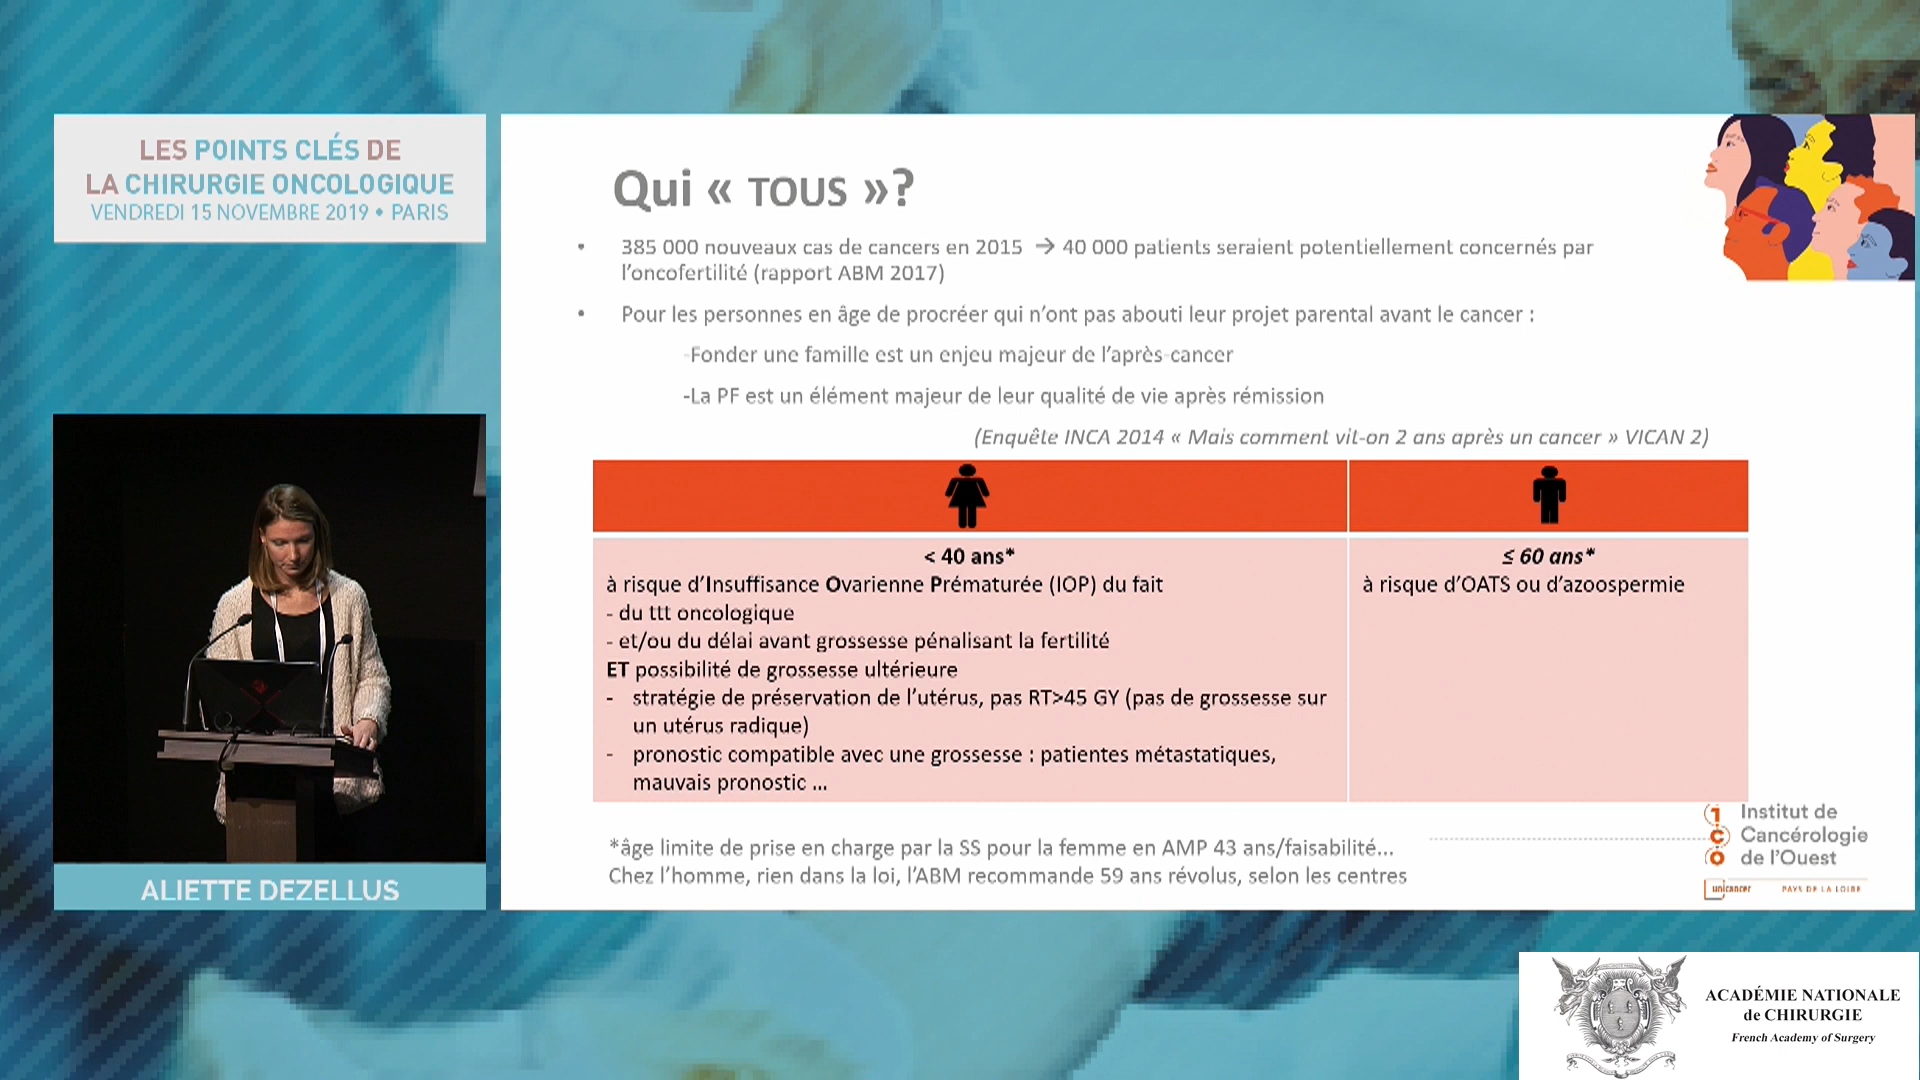 LES POINTS CLÉS DE
LA CHIRURGIE ONCOLOGIQUE
VENDREDI 15 NOVEMBRE 2019 • PARIS
Qui « TOUS »?
• 385 000 nouveaux cas de cancers en 2015 → 40 000 patients seraient potentiellement concernés par
l'oncofertilité (rapport ABM 2017)
• Pour les personnes en âge de procréer qui n'ont pas abouti leur projet parental avant le cancer :
-Fonder une famille est un enjeu majeur de l'après-cancer
-La PF est un élément majeur de leur qualité de vie après rémission
(Enquête INCA 2014 « Mais comment vit-on 2 ans après un cancer » VICAN 2)
< 40 ans*
à risque d'Insuffisance Ovarienne Prématurée (IOP) du fait
- du ttt oncologique
- et/ou du délai avant grossesse pénalisant la fertilité
ET possibilité de grossesse ultérieure
- stratégie de préservation de l'utérus, pas RT>45 GY (pas de grossesse sur
un utérus radique)
- pronostic compatible avec une grossesse : patientes métastatiques,
mauvais pronostic ...
≤ 60 ans*
à risque d'OATS ou d'azoospermie
*âge limite de prise en charge par la SS pour la femme en AMP 43 ans/faisabilité...
Chez l'homme, rien dans la loi, l'ABM recommande 59 ans révolus, selon les centres
ico
Institut de
Cancérologie
de l'Ouest
unicancer
PAYS DE LA LOIRE
ALIETTE DEZELLUS
ACADÉMIE NATIONALE
de CHIRURGIE
French Academy of Surgery